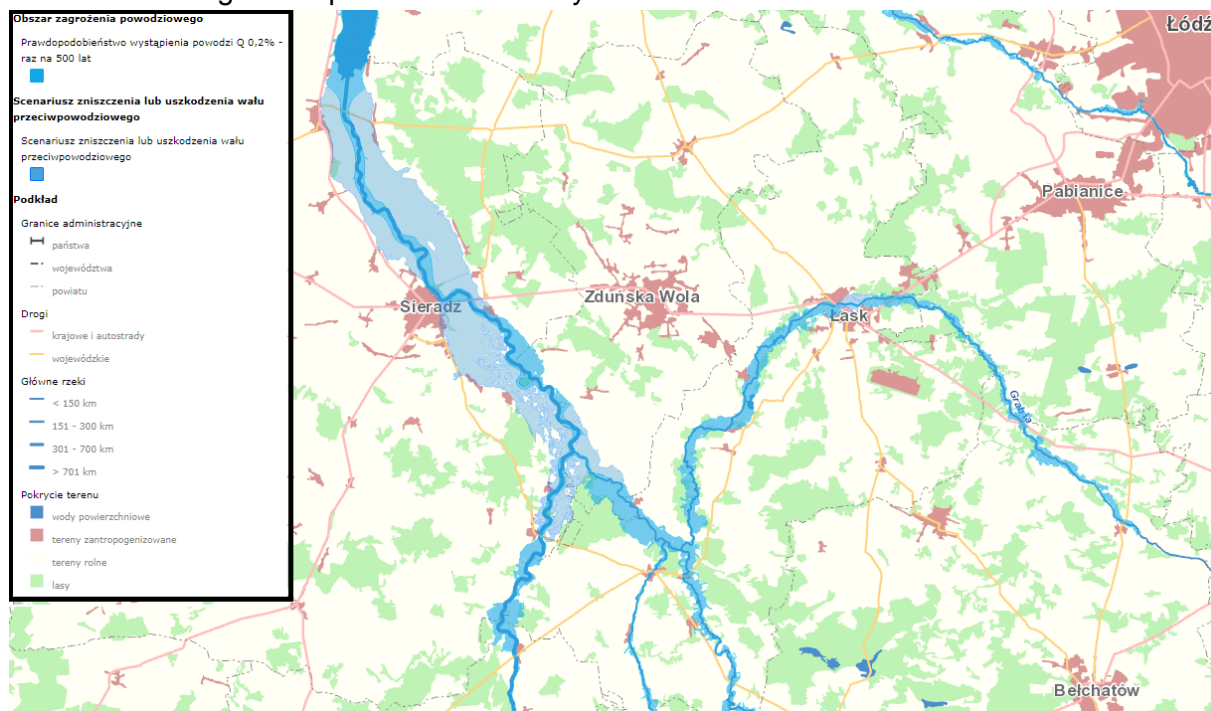 Obszar zagrożenia powodziowego
Prawdopodobieństwo wystąpienia powodzi Q 0,2% -
raz na 500 lat
Scenariusz zniszczenia lub uszkodzenia wału
przeciwpowodziowego
Scenariusz zniszczenia lub uszkodzenia wału
przeciwpowodziowego
Podkład
Granice administracyjne
państwa
województwa
powiatu
Drogi
krajowe i autostrady
wojewódzkie
Główne rzeki
< 150 km
151 - 300 km
301 - 700 km
> 701 km
Pokrycie terenu
wody powierzchniowe
tereny zantropogenizowane
tereny rolne
lasy
Łódź
Pabianice
Zduńska Wola
Sieradz
Łask
Grabia
Bełchatów